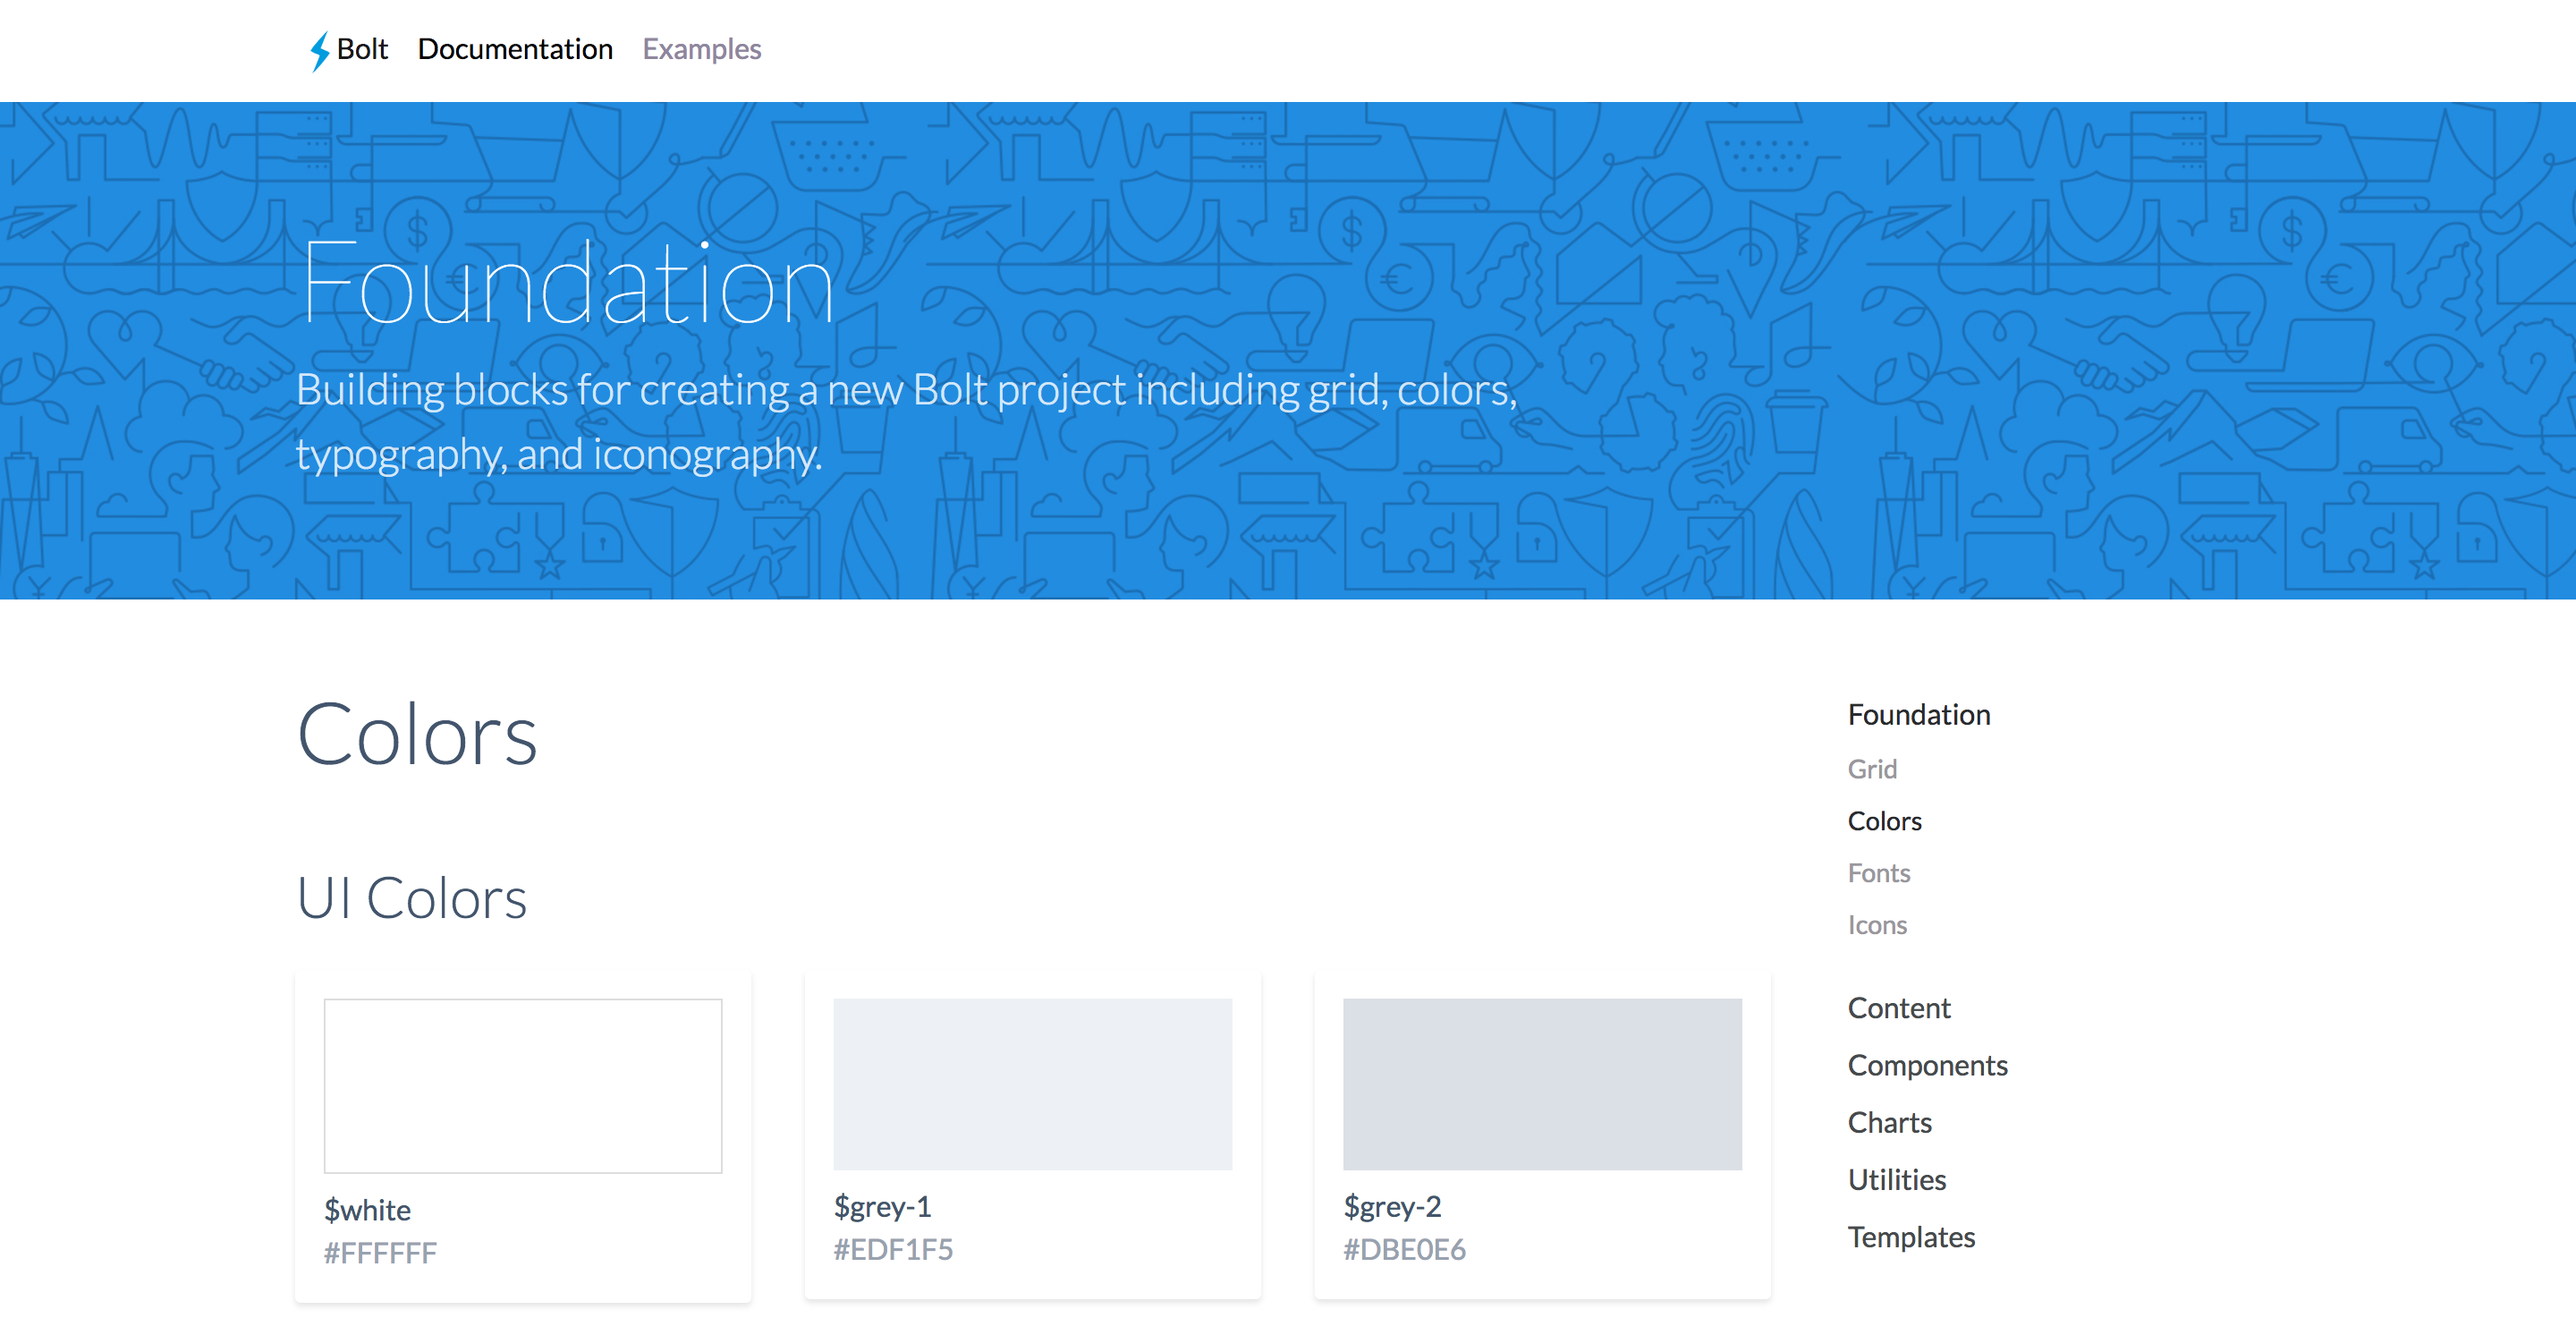 Bolt Documentation Examples
Foundation
Building blocks for creating a new Bolt project including grid, colors,
typography, and iconography.
Colors
UI Colors
$white
#FFFFFF
$grey-1
#EDF1F5
$grey-2
#DBE0E6
Foundation
Grid
Colors
Fonts
Icons
Content
Components
Charts
Utilities
Templates